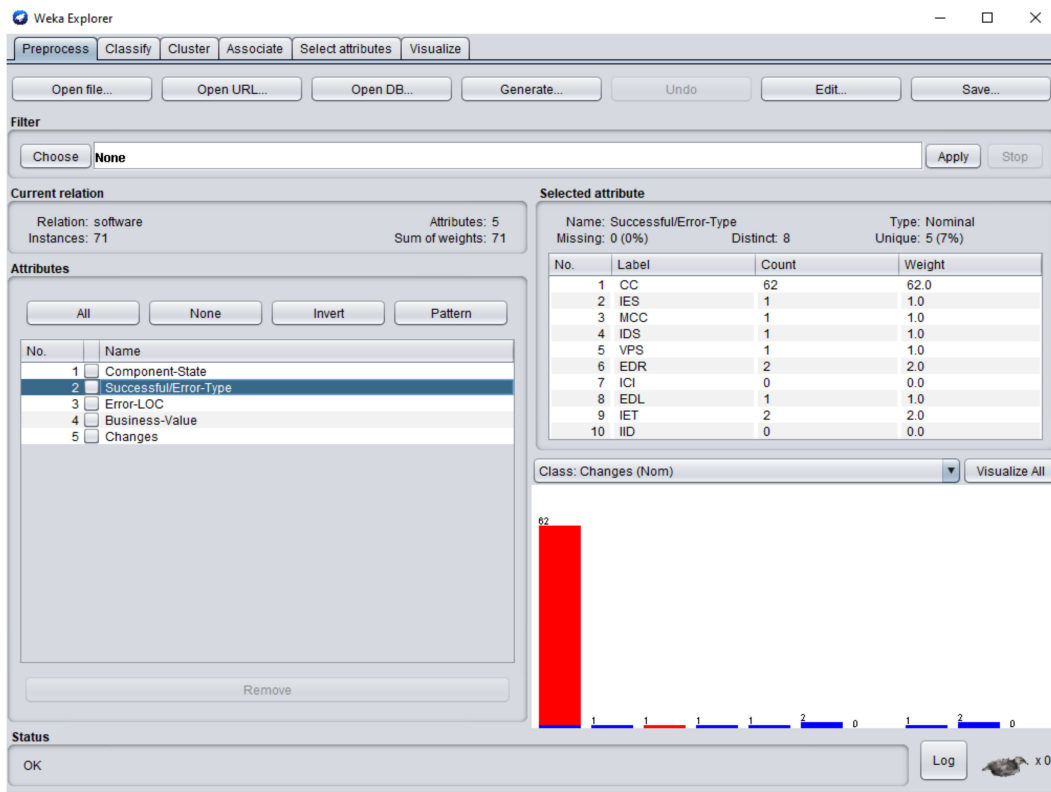 Weka Explorer
Preprocess Classify Cluster Associate Select attributes Visualize
Open file... Open URL... Open DB... Generate... Undo Edit... Save...
Filter
Choose None Apply Stop
Current relation
Relation: software Attributes: 5
Instances: 71 Sum of weights: 71
Attributes
All None Invert Pattern
No. Name
1 Component-State
2 Successful/Error-Type
3 Error-LOC
4 Business-Value
5 Changes
Remove
Selected attribute
Name: Successful/Error-Type Type: Nominal
Missing: 0 (0%) Distinct: 8 Unique: 5 (7%)
No. Label Count Weight
1 CC 62 62.0
2 IES 1 1.0
3 MCC 1 1.0
4 IDS 1 1.0
5 VPS 1 1.0
6 EDR 2 2.0
7 ICI 0 0.0
8 EDL 1 1.0
9 IET 2 2.0
10 IID 0 0.0
Class: Changes (Nom) Visualize All
62
1 1 1 1 2 0 1 2 0
Status
OK Log x 0